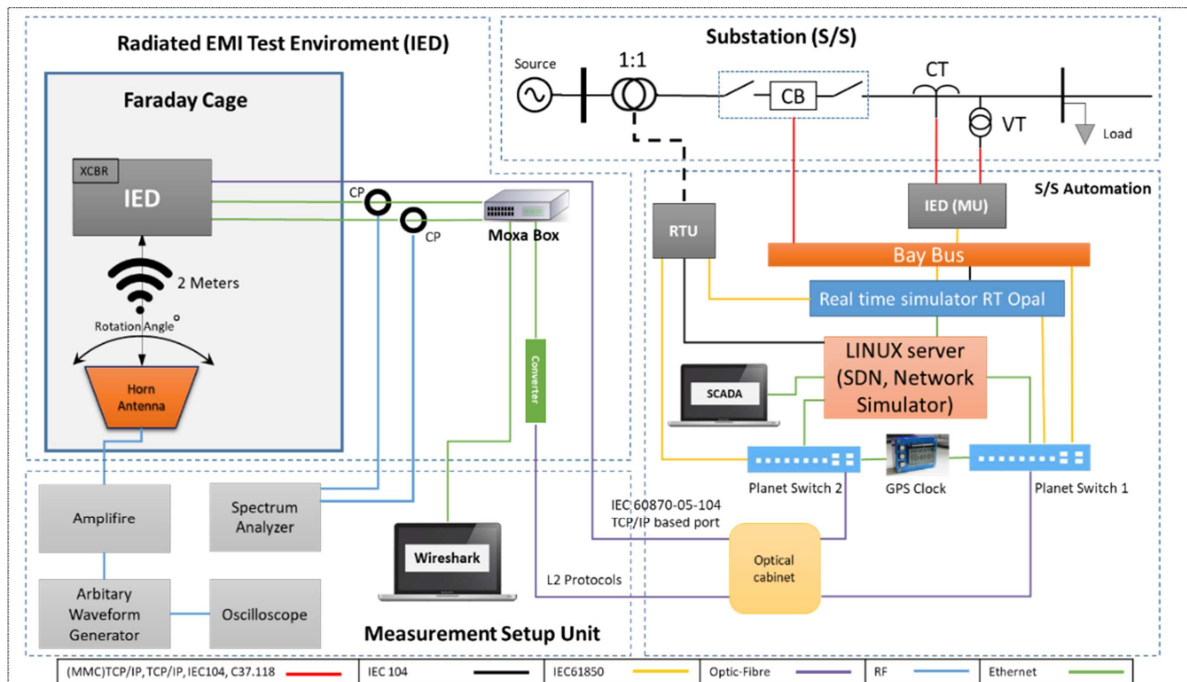 Radiated EMI Test Enviroment (IED)
Faraday Cage
XCBR
IED
2 Meters
Rotation Angle°
Horn
Antenna
CP
CP
Moxa Box
Converter
Substation (S/S)
Source
1:1
CB
CT
VT
Load
S/S Automation
RTU
IED (MU)
Bay Bus
Real time simulator RT Opal
LINUX server
(SDN, Network
Simulator)
SCADA
Planet Switch 2
GPS Clock
Planet Switch 1
IEC 60870-05-104
TCP/IP based port
Optical
cabinet
L2 Protocols
Amplifire
Spectrum
Analyzer
Arbitary
Waveform
Generator
Oscilloscope
Wireshark
Measurement Setup Unit
(MMC)TCP/IP, TCP/IP, IEC104, C37.118
IEC 104
IEC61850
Optic-Fibre
RF
Ethernet